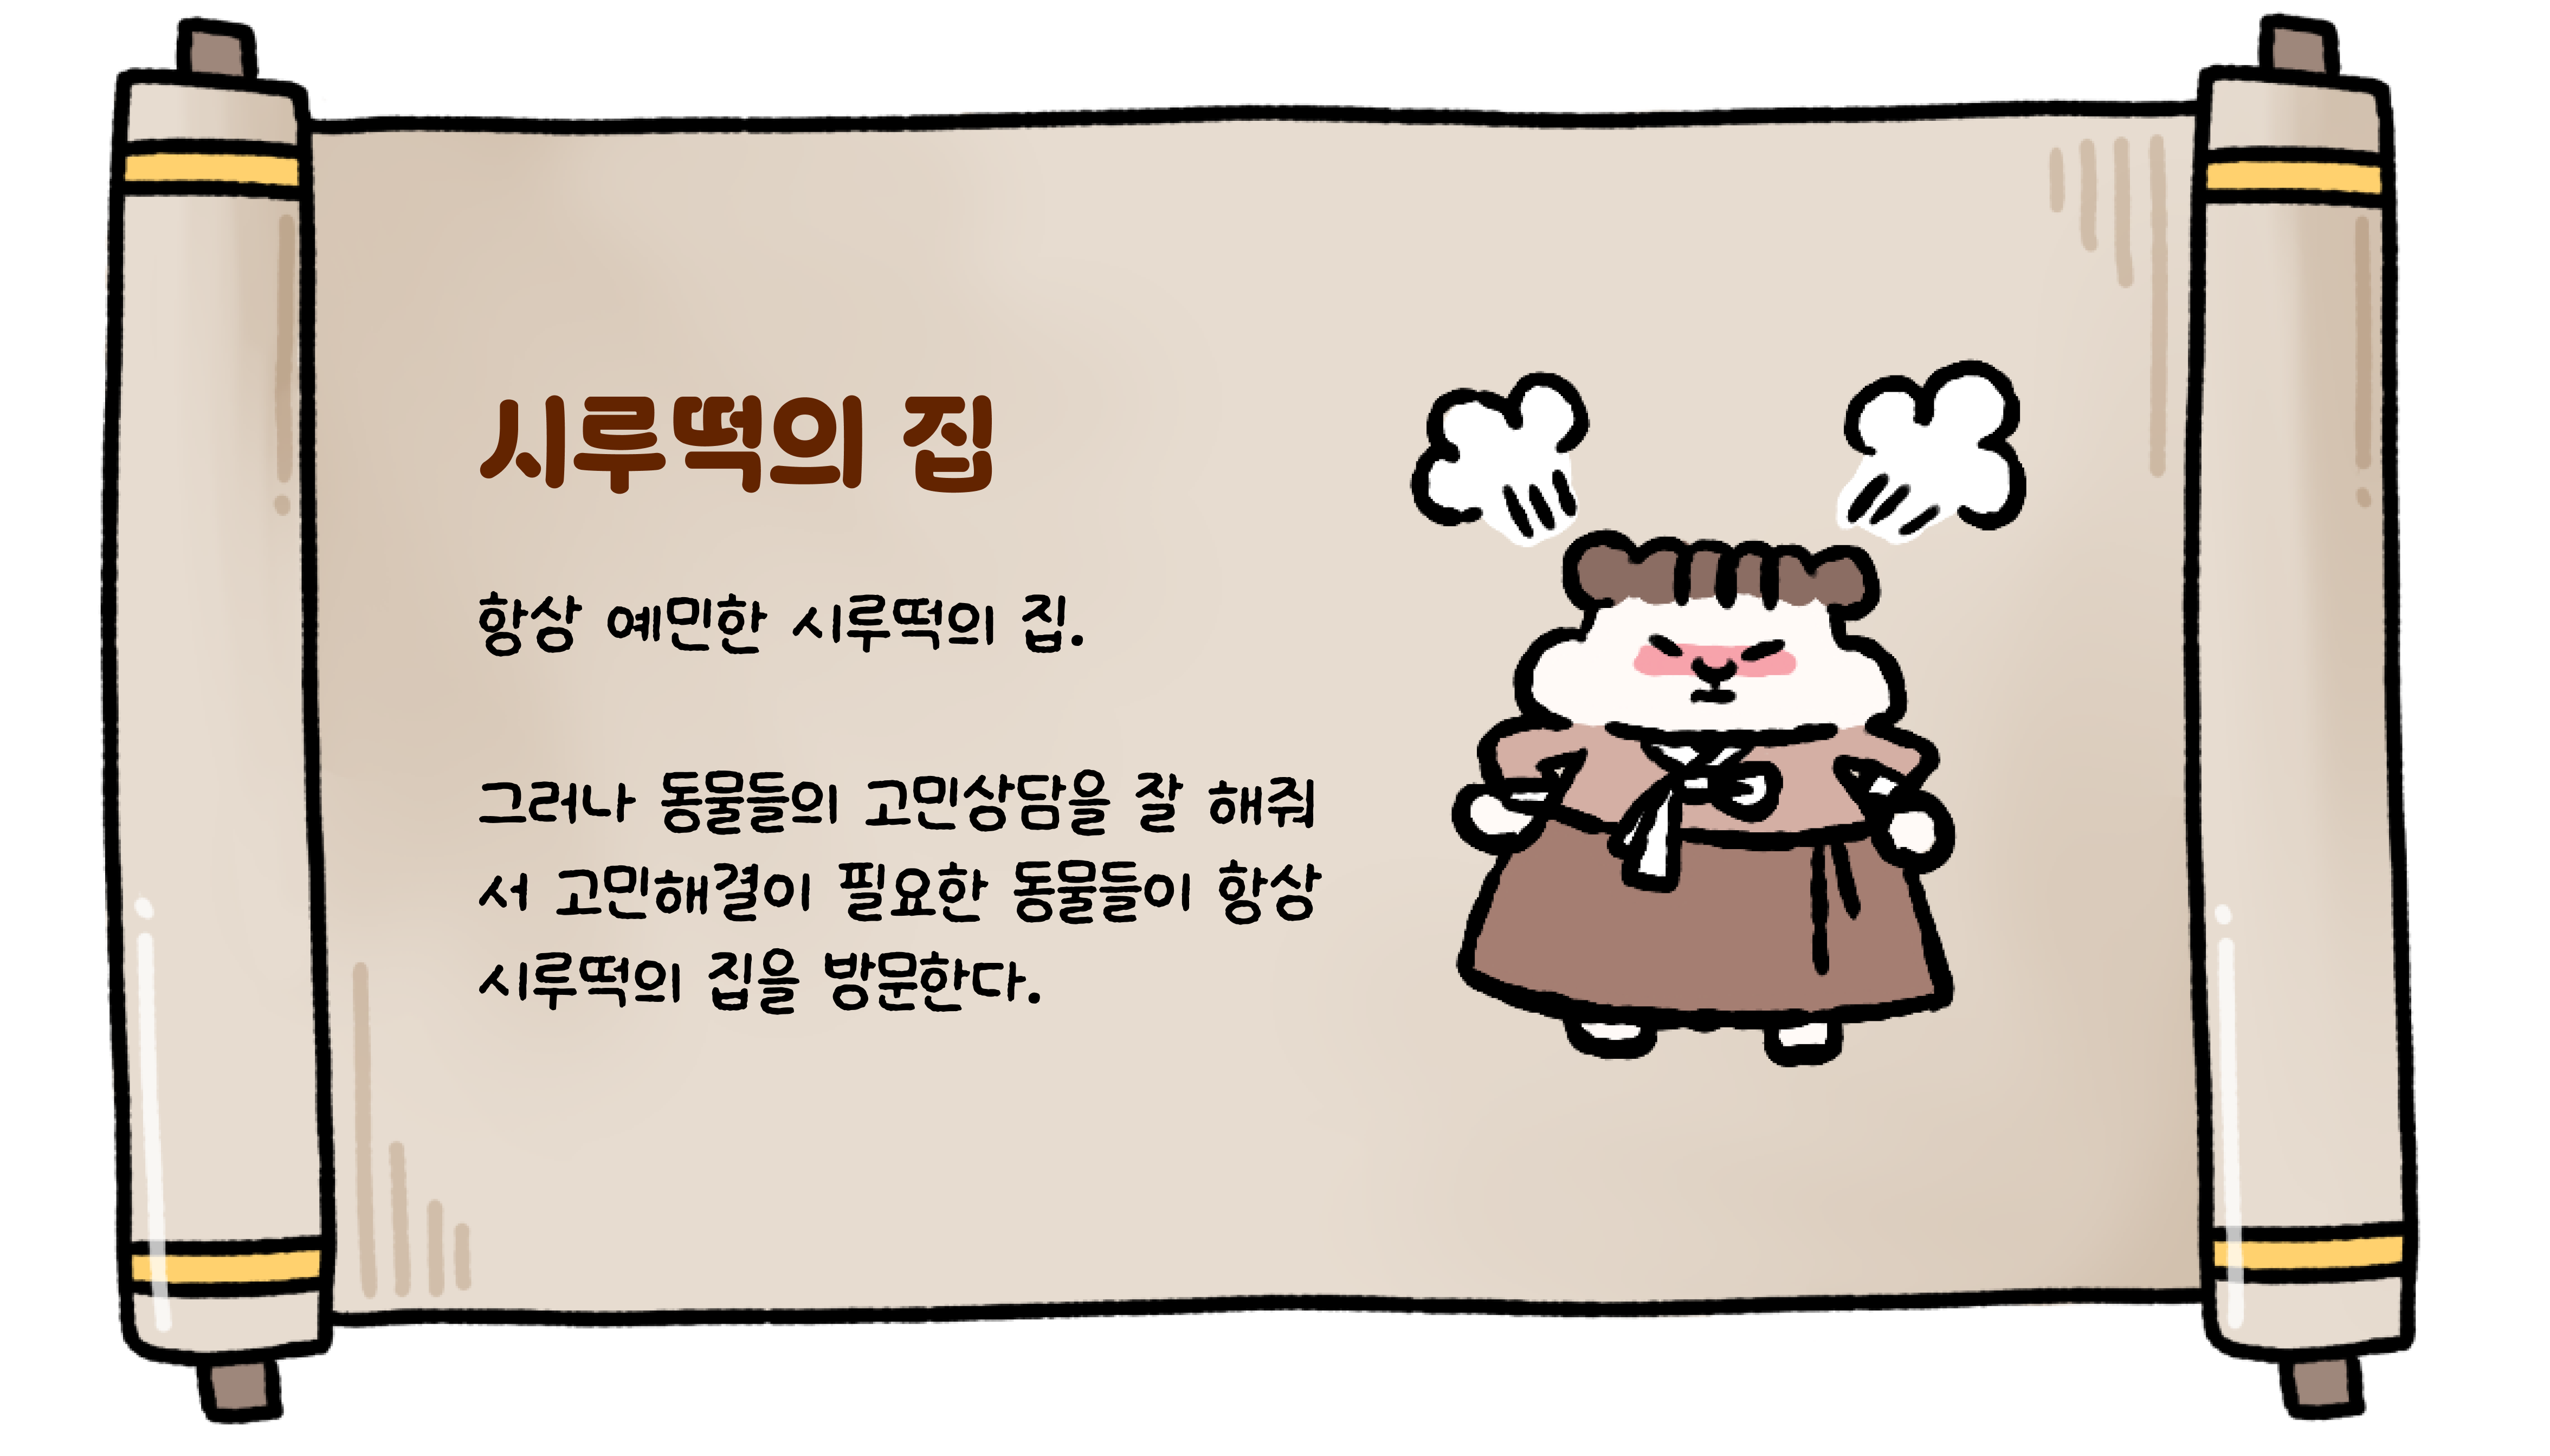 시루떡의 집
항상 예민한 시루떡의 집.
그러나 동물들의 고민상담을 잘 해줘
서 고민해결이 필요한 동물들이 항상
시루떡의 집을 방문한다.